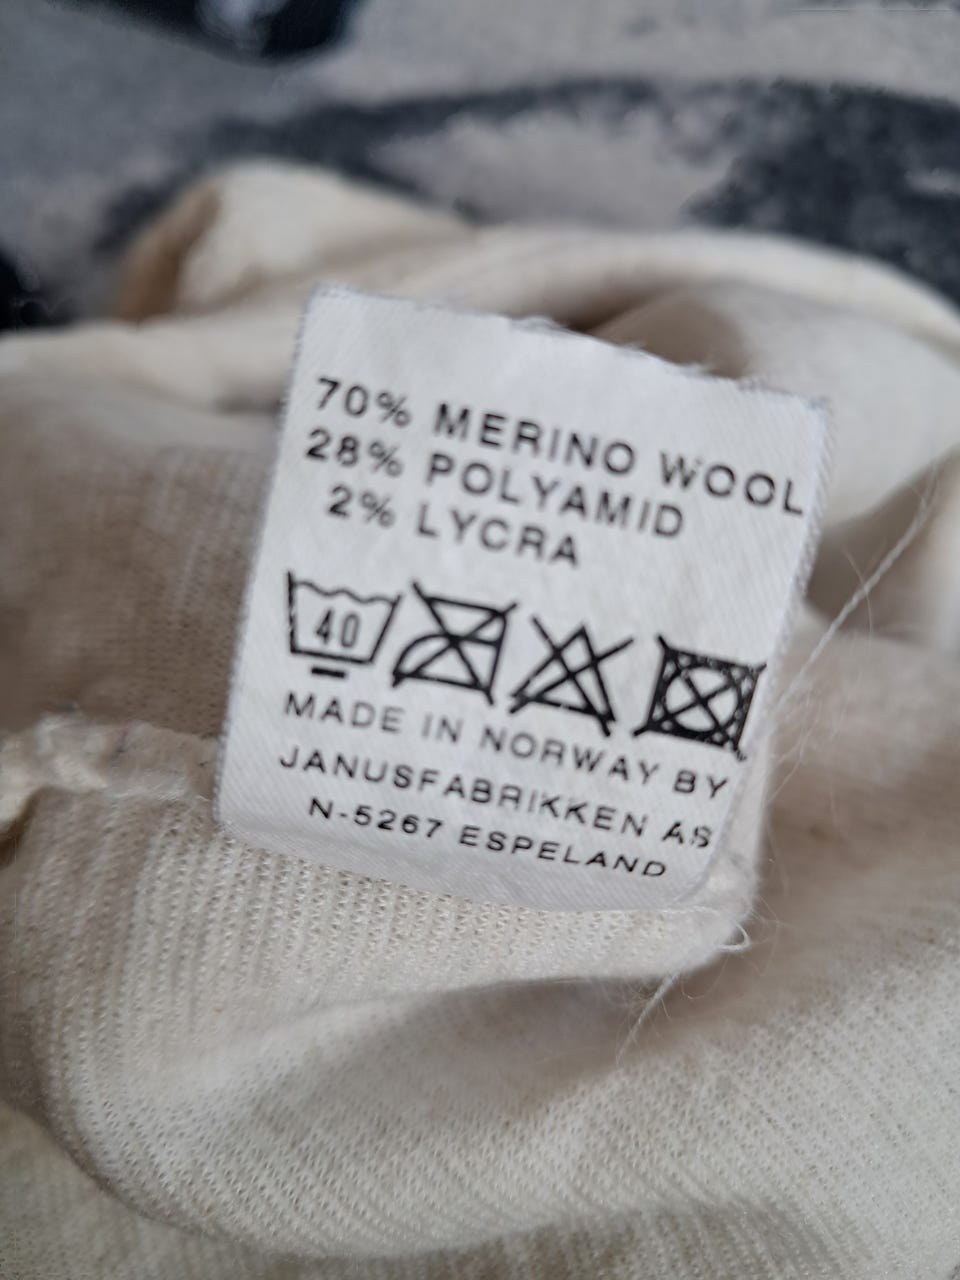 70% MERINO WOOL
28% POLYAMID
2% LYCRA
40
MADE IN NORWAY BY
JANUSFABRIKKEN AS
N-5267 ESPELAND